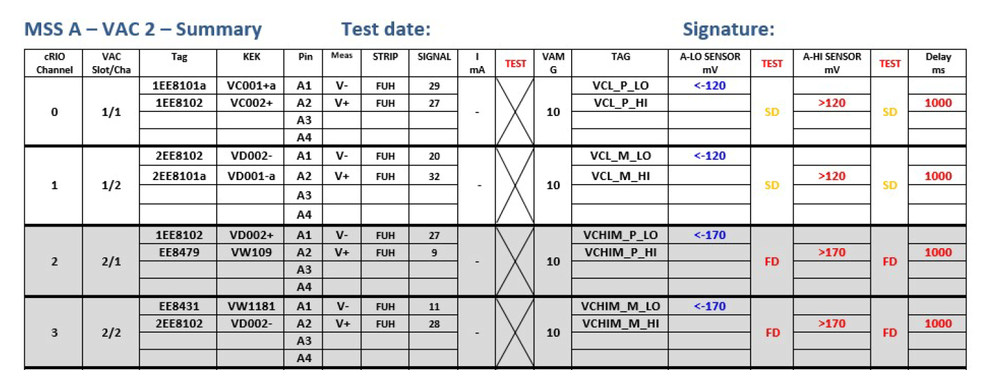 MSS A – VAC 2 – Summary Test date: Signature:
cRIO Channel VAC Slot/Cha Tag KEK Pin Meas STRIP SIGNAL I mA TEST VAM G TAG A-LO SENSOR mV TEST A-HI SENSOR mV TEST Delay ms
1EE8101a VC001+a A1 V- FUH 29 VCL_P_LO <-120
0 1/1 1EE8102 VC002+ A2 V+ FUH 27 - 10 VCL_P_HI SD >120 SD 1000
A3
A4
2EE8102 VD002- A1 V- FUH 20 VCL_M_LO <-120
1 1/2 2EE8101a VD001-a A2 V+ FUH 32 - 10 VCL_M_HI SD >120 SD 1000
A3
A4
1EE8102 VD002+ A1 V- FUH 27 VCHIM_P_LO <-170
2 2/1 EE8479 VW109 A2 V+ FUH 9 - 10 VCHIM_P_HI FD >170 FD 1000
A3
A4
EE8431 VW1181 A1 V- FUH 11 VCHIM_M_LO <-170
3 2/2 2EE8102 VD002- A2 V+ FUH 28 - 10 VCHIM_M_HI FD >170 FD 1000
A3
A4